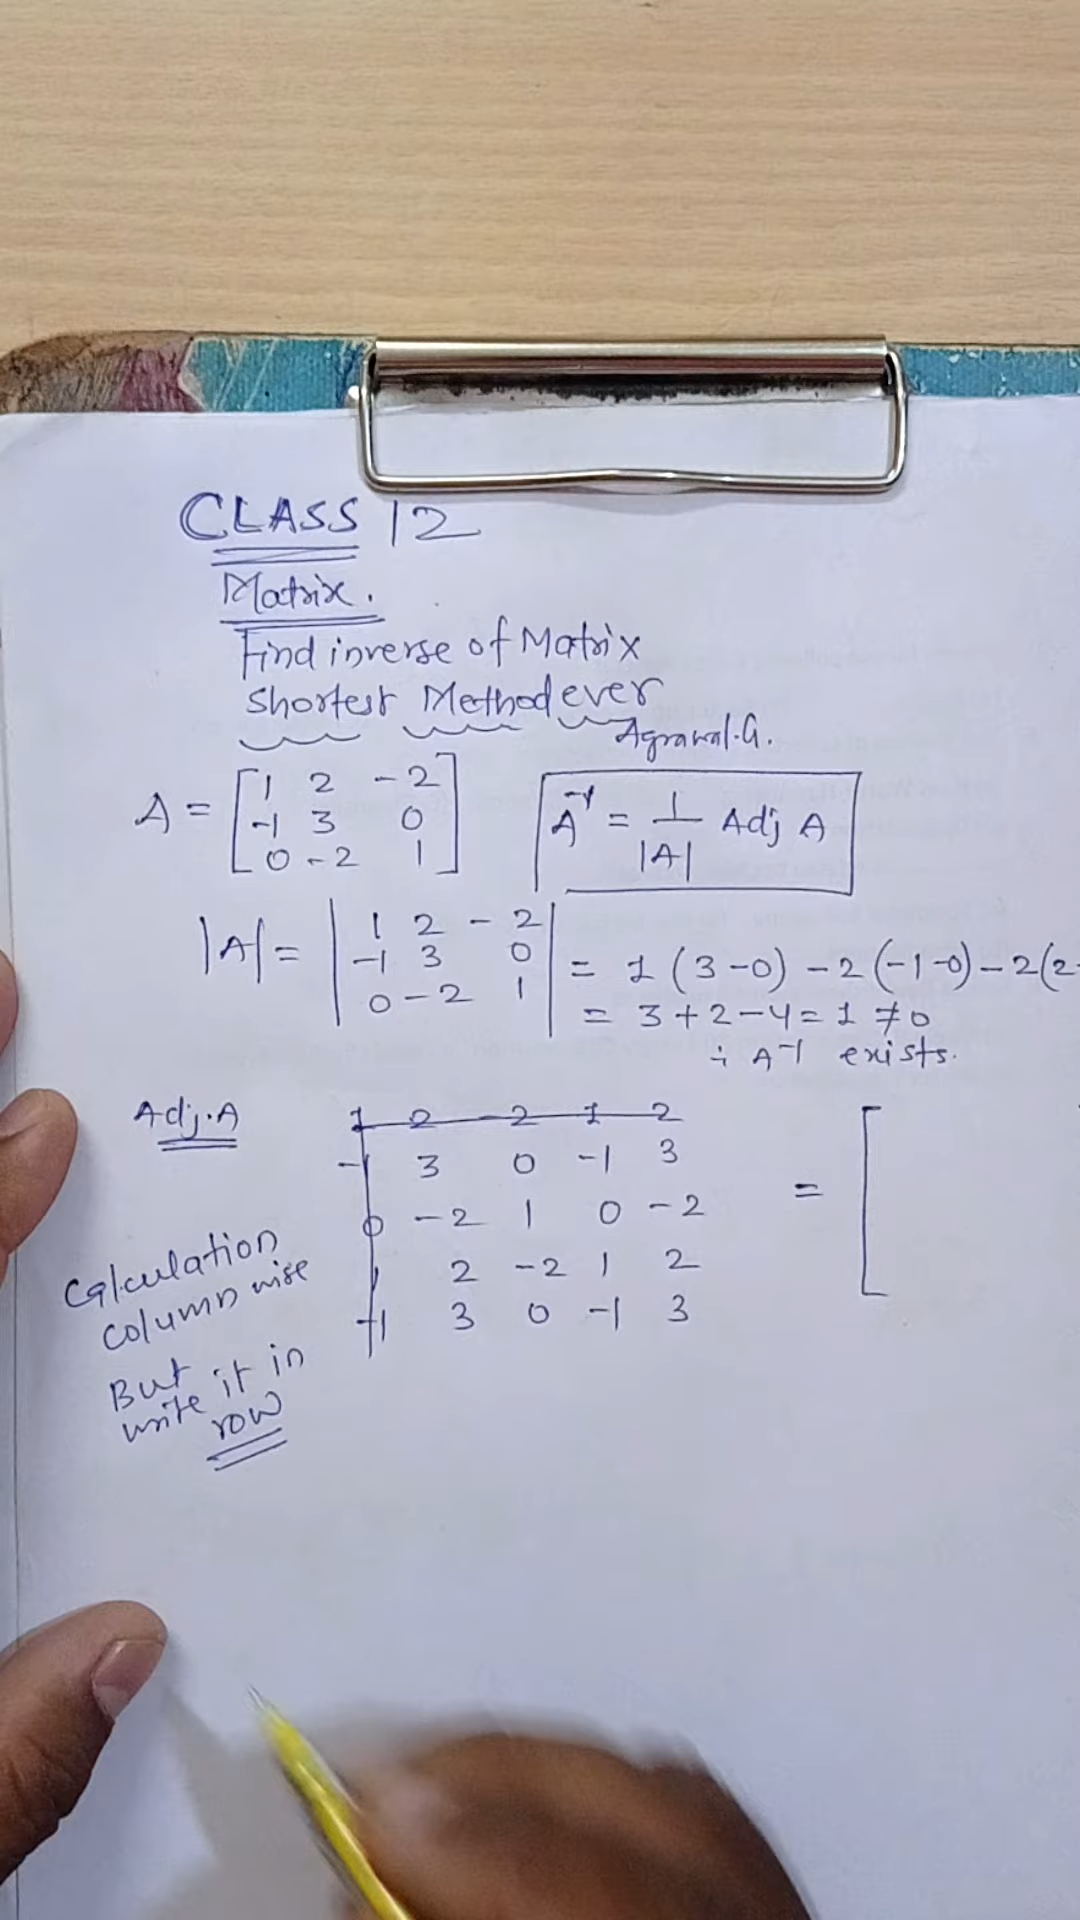 CLASS 12
Matrix.
Find inverse of Matrix
Shortest Method ever
Agrawal.G.
A = [1 2 -2
-1 3 0
0 -2 1]
A⁻¹ = 1/|A| Adj A
|A| = |1 2 -2
-1 3 0
0 -2 1|
= 1 (3-0) -2(-1-0) -2(2-
= 3+2-4 = 1 ≠0
∴ A⁻¹ exists.
Adj.A
1 2 -2 1 2
-1 3 0 -1 3
0 -2 1 0 -2
1 2 -2 1 2
-1 3 0 -1 3
= [
Calculation
column wise
But
write it in
row